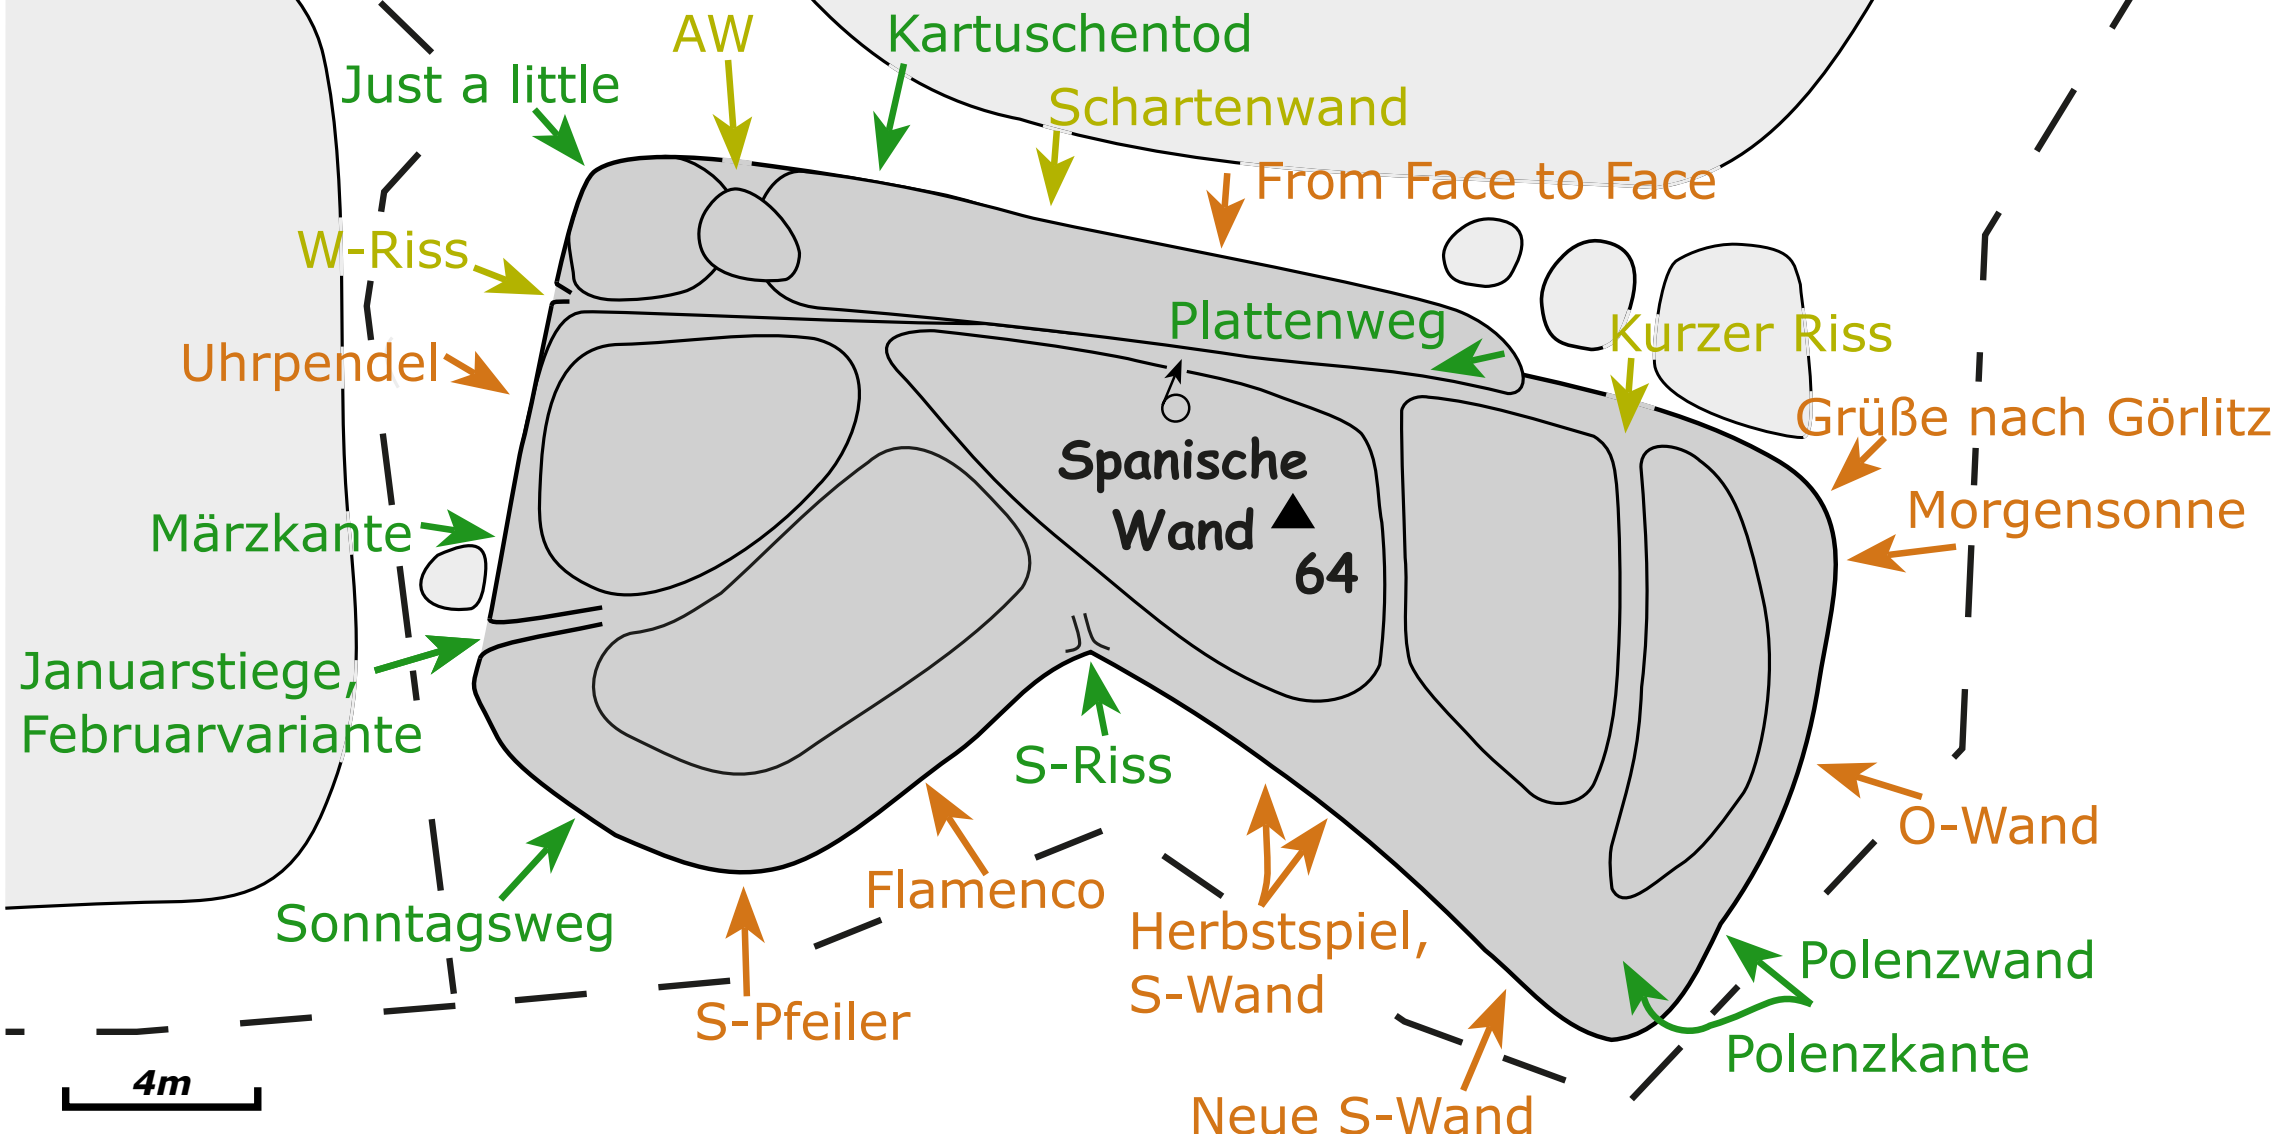 AW
Kartuschentod
Just a little
Schartenwand
From Face to Face
W-Riss
Plattenweg
Kurzer Riss
Uhrpendel
Grüße nach Görlitz
Spanische
Wand
64
Morgensonne
Märzkante
Januarstiege,
Februarvariante
S-Riss
O-Wand
Flamenco
Sonntagsweg
Herbstspiel,
S-Wand
Polenzwand
S-Pfeiler
Polenzkante
4m
Neue S-Wand